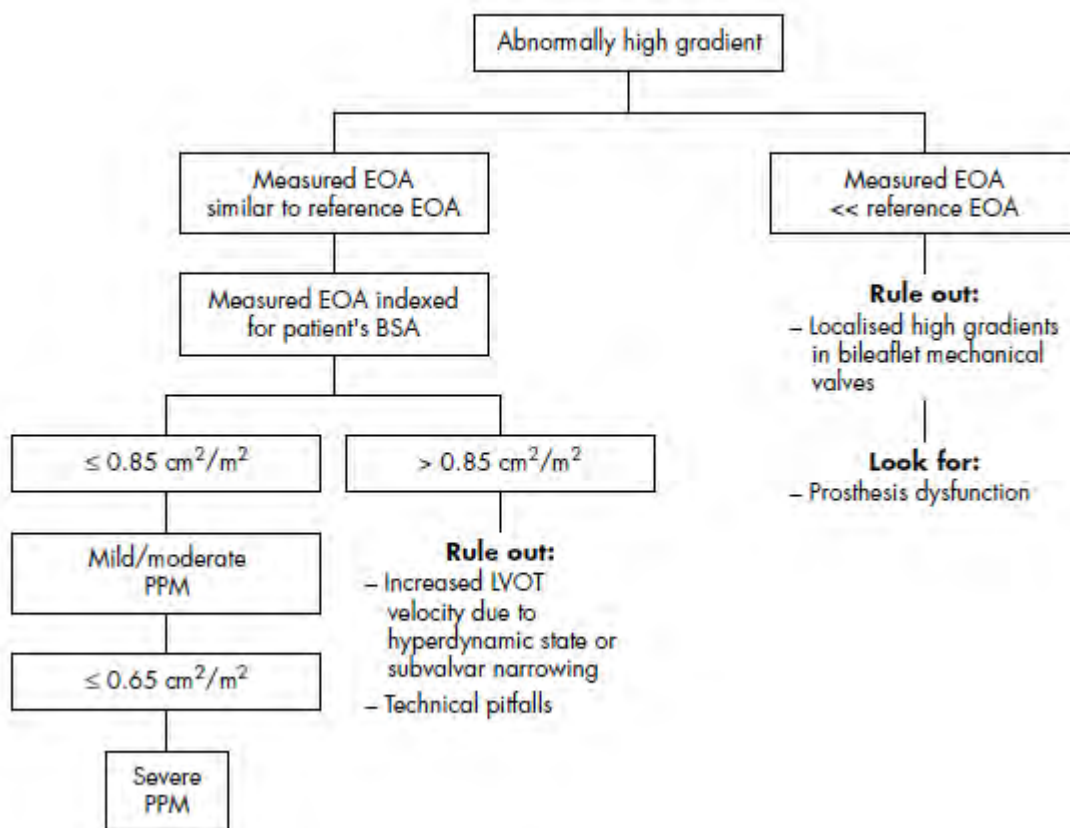 Abnormally high gradient
Measured EOA
similar to reference EOA
Measured EOA
<< reference EOA
Measured EOA indexed
for patient's BSA
Rule out:
– Localised high gradients
in bileaflet mechanical
valves
≤ 0.85 cm²/m²
> 0.85 cm²/m²
Look for:
– Prosthesis dysfunction
Mild/moderate
PPM
Rule out:
– Increased LVOT
velocity due to
hyperdynamic state or
subvalvar narrowing
– Technical pitfalls
≤ 0.65 cm²/m²
Severe
PPM